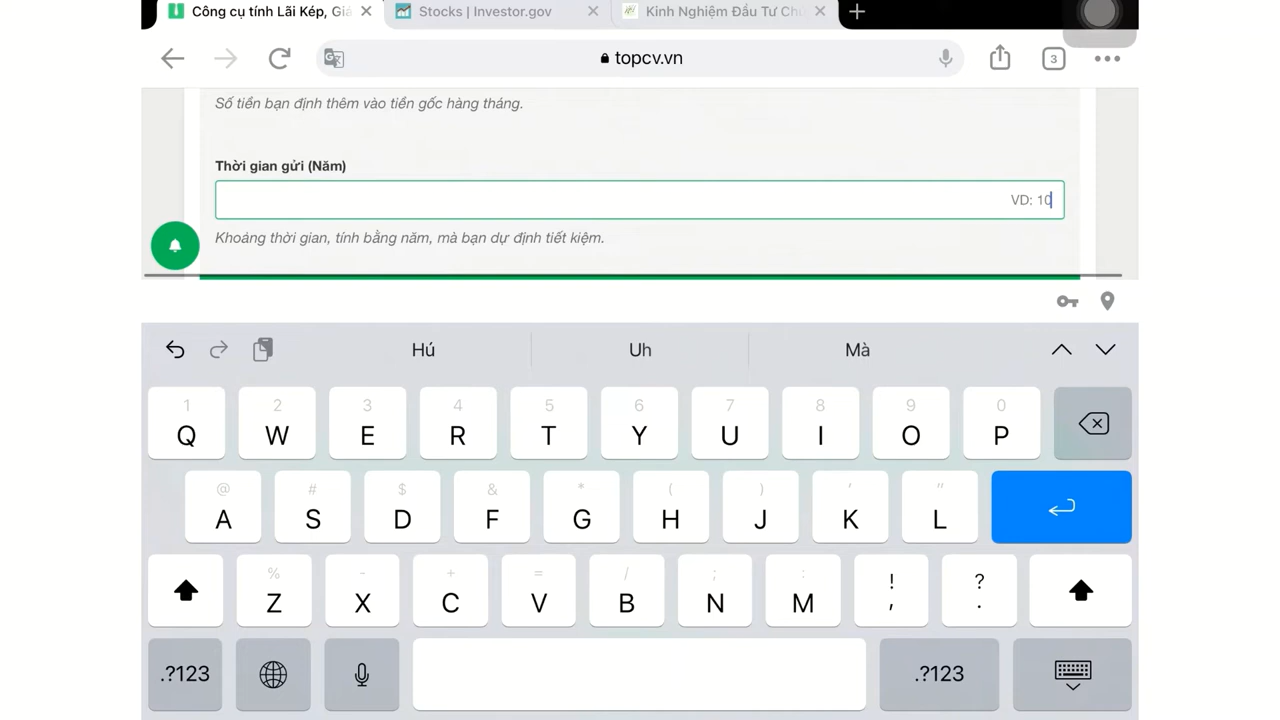 Công cụ tính Lãi Kép, Giá
Stocks | Investor.gov
Kinh Nghiệm Đầu Tư Chứ
topcv.vn
3
Số tiền bạn định thêm vào tiền gốc hàng tháng.
Thời gian gửi (Năm)
VD: 10
Khoảng thời gian, tính bằng năm, mà bạn dự định tiết kiệm.
Hú Uh Mà
1 2 3 4 5 6 7 8 9 0
Q W E R T Y U I O P
@ # $ & * ( ) ' "
A S D F G H J K L
% - + = / ; : ! ?
Z X C V B N M , .
.?123 .?123